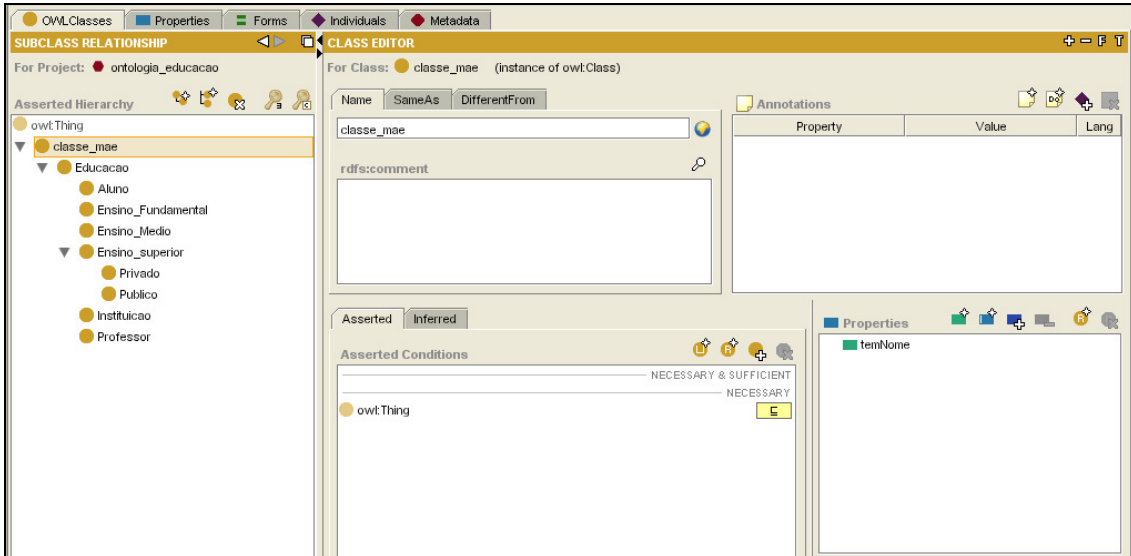 OWLClasses Properties Forms Individuals Metadata
SUBCLASS RELATIONSHIP
For Project: ontologia_educacao
Asserted Hierarchy
owl:Thing
classe_mae
Educacao
Aluno
Ensino_Fundamental
Ensino_Medio
Ensino_superior
Privado
Publico
Instituicao
Professor
CLASS EDITOR
F T
For Class: classe_mae (instance of owl:Class)
Name SameAs DifferentFrom
classe_mae
rdfs:comment
Annotations
Property Value Lang
Asserted Inferred
Asserted Conditions
NECESSARY & SUFFICIENT
NECESSARY
owl:Thing
⊑
Properties
temNome